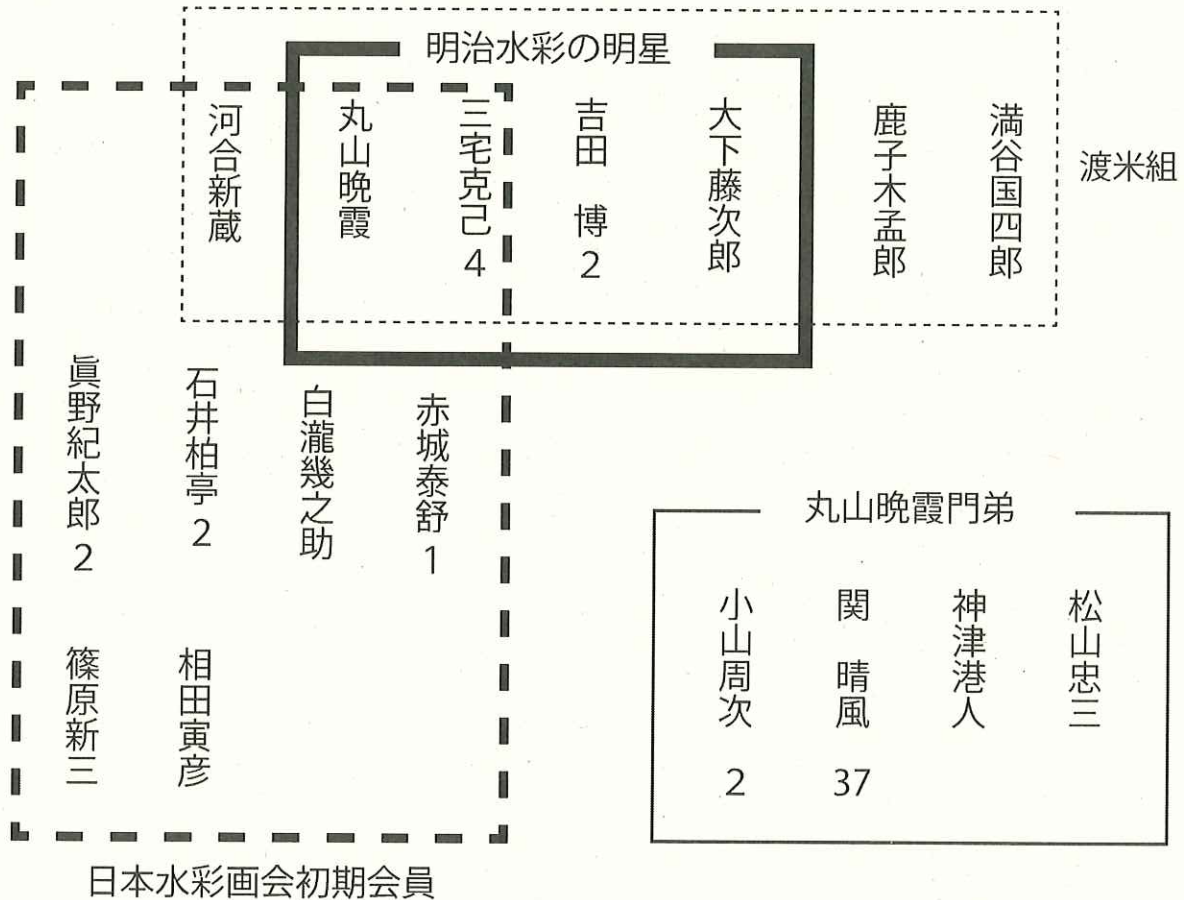 明治水彩の明星
満谷国四郎
鹿子木孟郎
大下藤次郎
吉田 博 2
三宅克己 4
丸山晩霞
河合新蔵
渡米組
赤城泰舒 1
白瀧幾之助
石井柏亭 2
眞野紀太郎 2
相田寅彦
篠原新三
日本水彩画会初期会員
丸山晩霞門弟
松山忠三
神津港人
関 晴風 37
小山周次 2